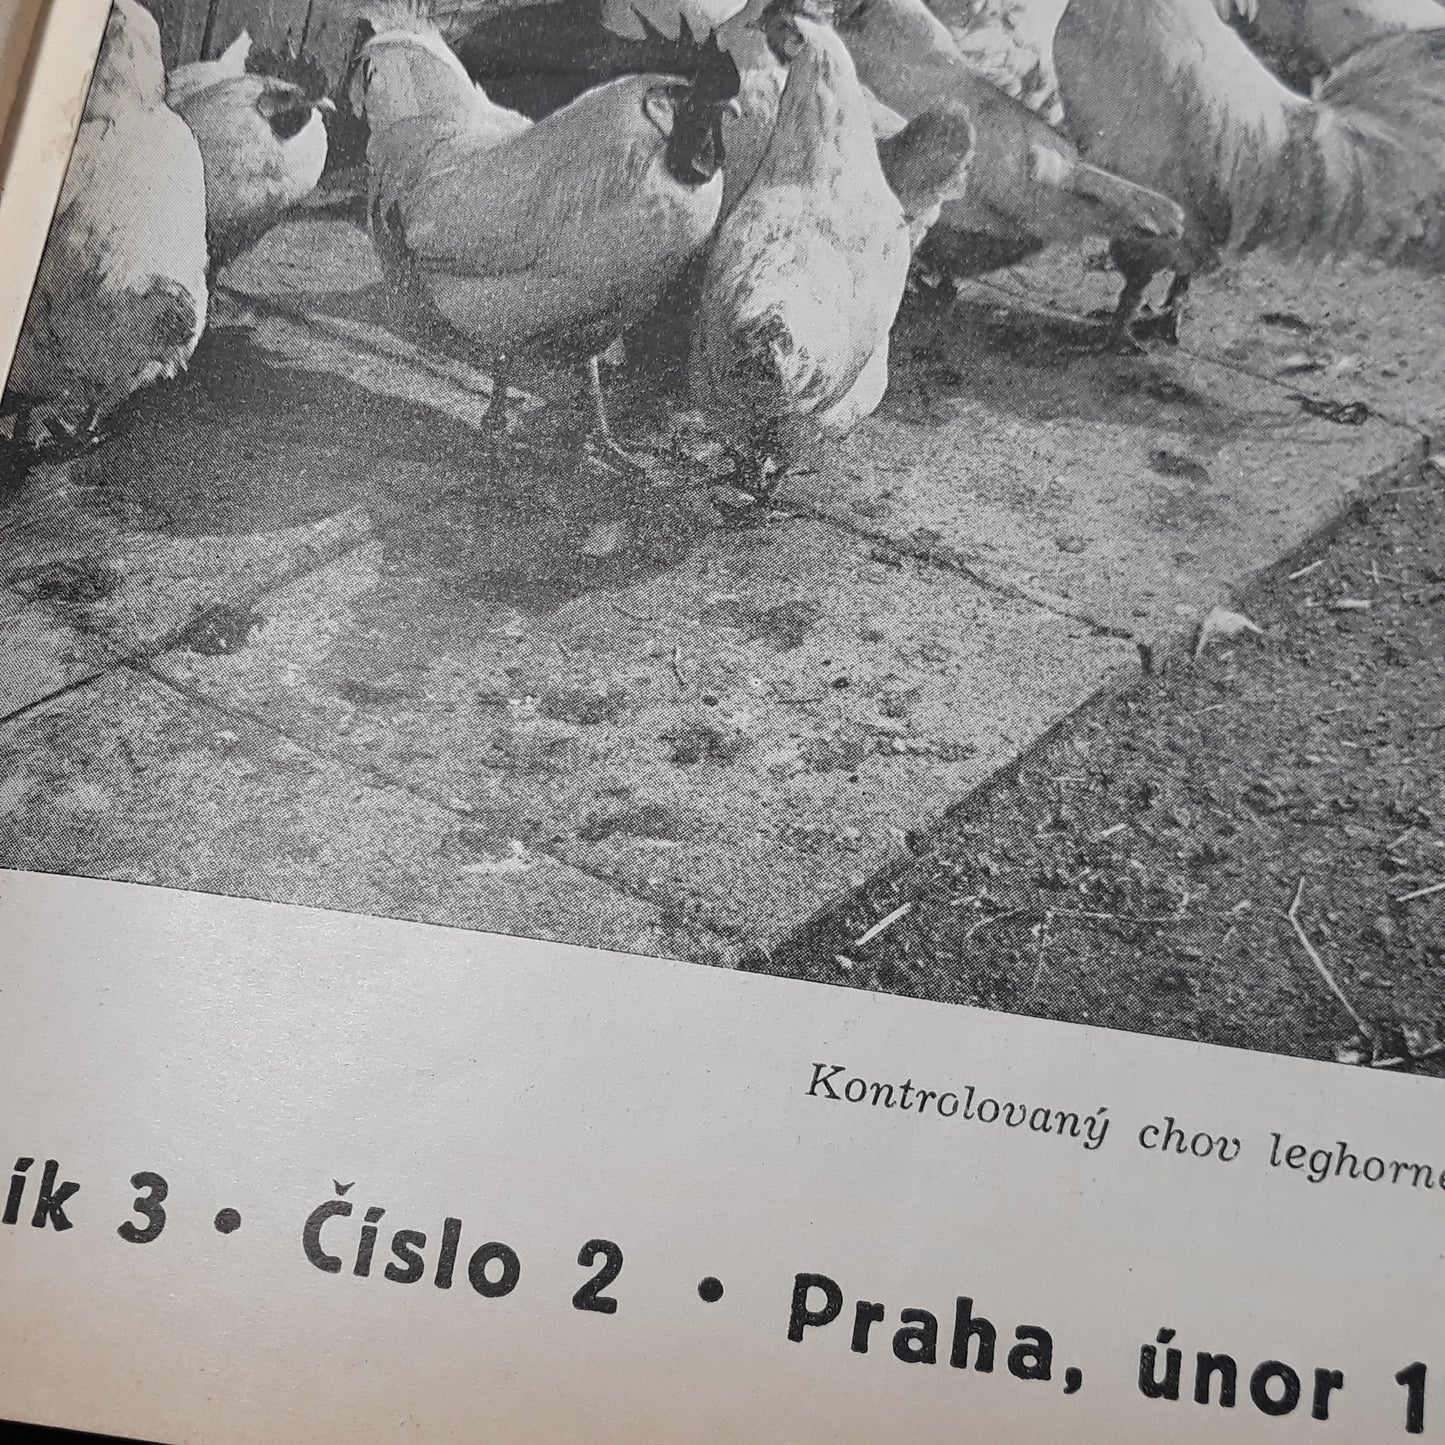 Kontrolovaný chov leghorne
ík 3 • Číslo 2 • Praha, únor 1